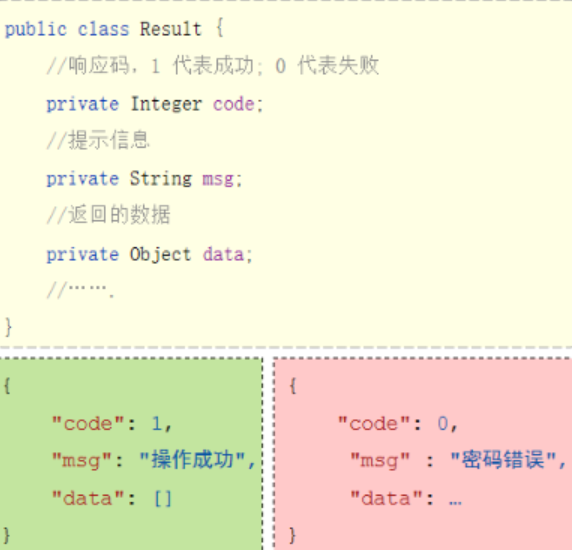 public class Result {
//响应码，1 代表成功; 0 代表失败
private Integer code;
//提示信息
private String msg;
//返回的数据
private Object data;
//…….
}
{
"code": 1,
"msg": "操作成功",
"data": []
}
{
"code": 0,
"msg" : "密码错误",
"data": …
}